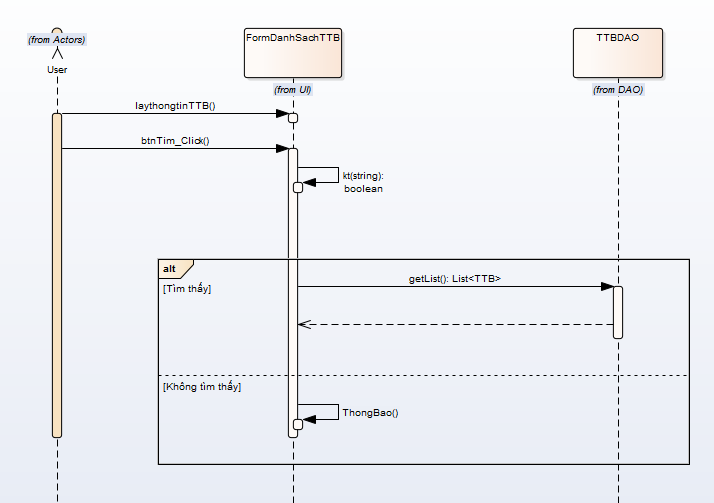 (from Actors)
User
FormDanhSachTTB
(from UI)
TTBDAO
(from DAO)
laythongtinTTB()
btnTim_Click()
kt(string):
boolean
alt
[Tìm thấy]
getList(): List<TTB>
[Không tìm thấy]
ThongBao()